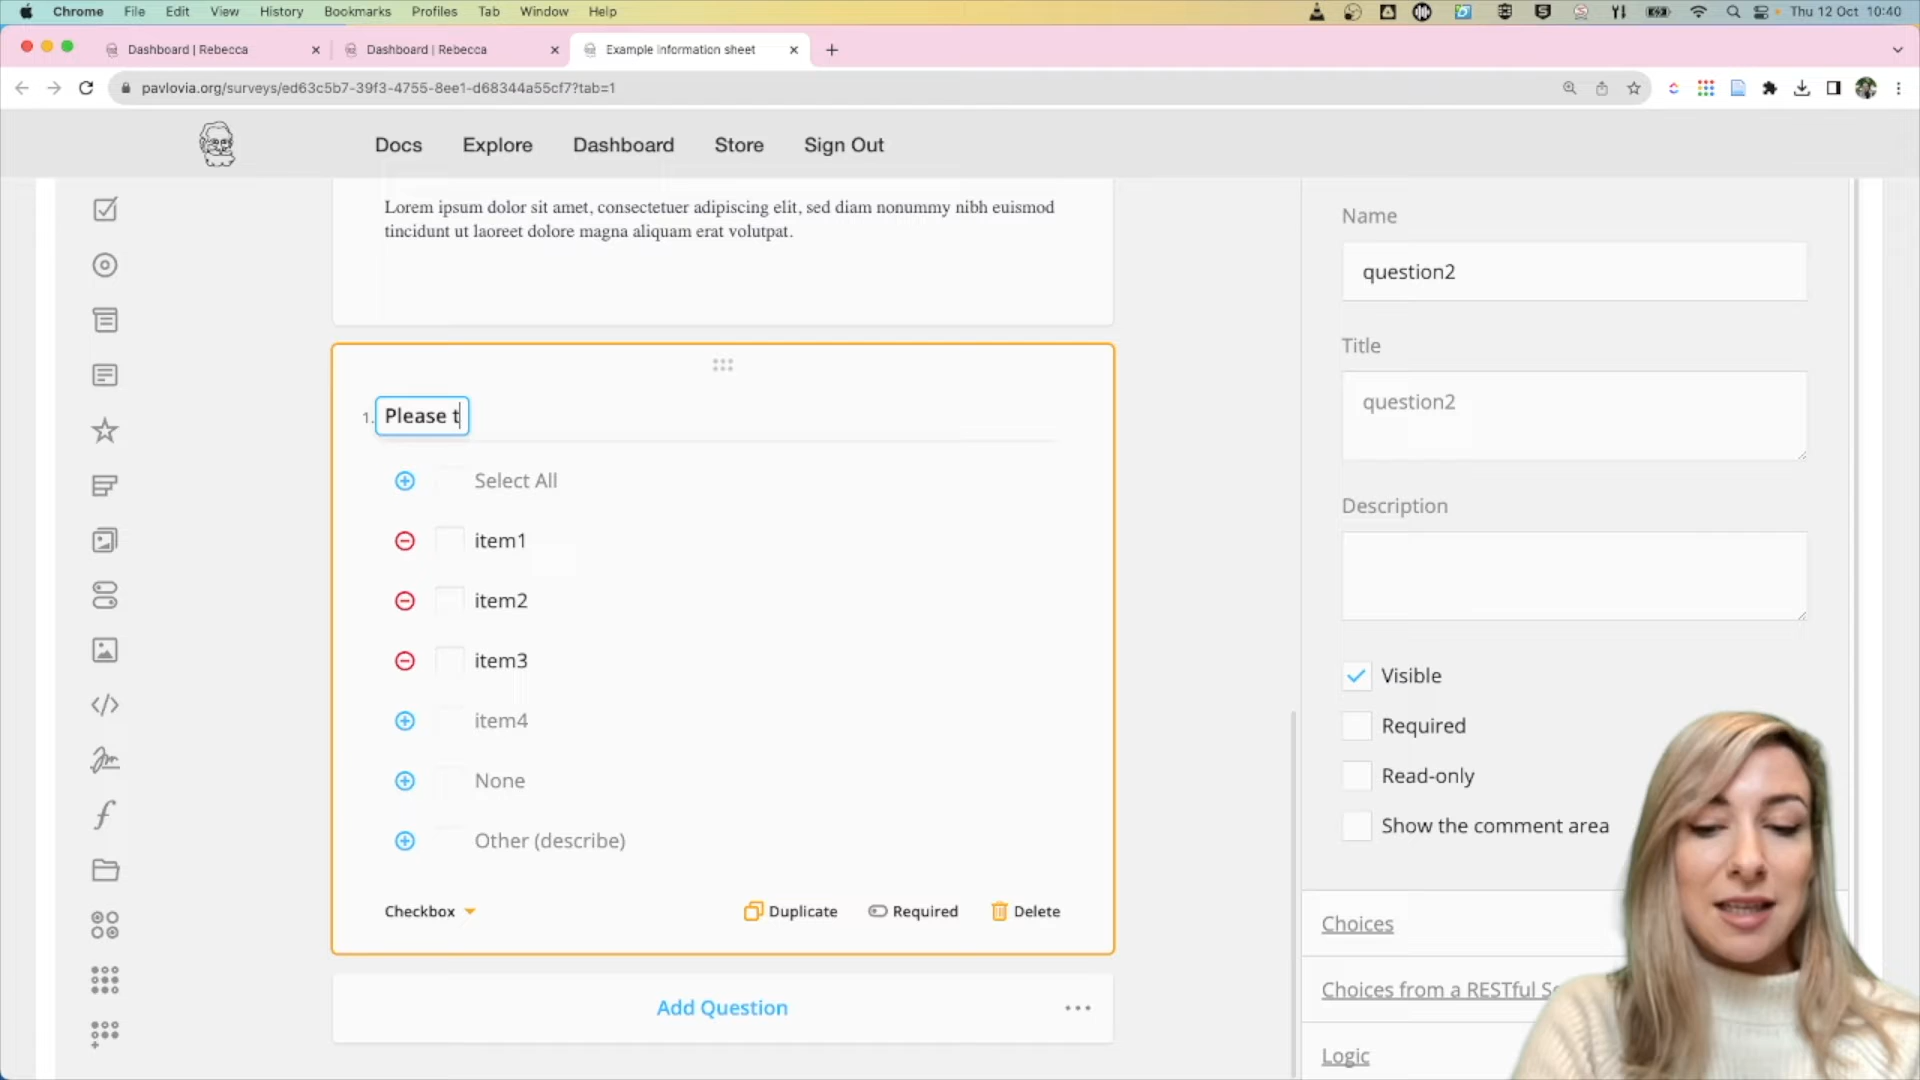 Chrome File Edit View History Bookmarks Profiles Tab Window Help Thu 12 Oct 10:40
Dashboard | Rebecca Dashboard | Rebecca Example information sheet
pavlovia.org/surveys/ed63c5b7-39f3-4755-8ee1-d68344a55cf7?tab=1
Docs Explore Dashboard Store Sign Out
Lorem ipsum dolor sit amet, consectetuer adipiscing elit, sed diam nonummy nibh euismod
tincidunt ut laoreet dolore magna aliquam erat volutpat.
1. Please t
Select All
item1
item2
item3
item4
None
Other (describe)
Checkbox Duplicate Required Delete
Add Question
Name
question2
Title
question2
Description
Visible
Required
Read-only
Show the comment area
Choices
Choices from a RESTful
Logic